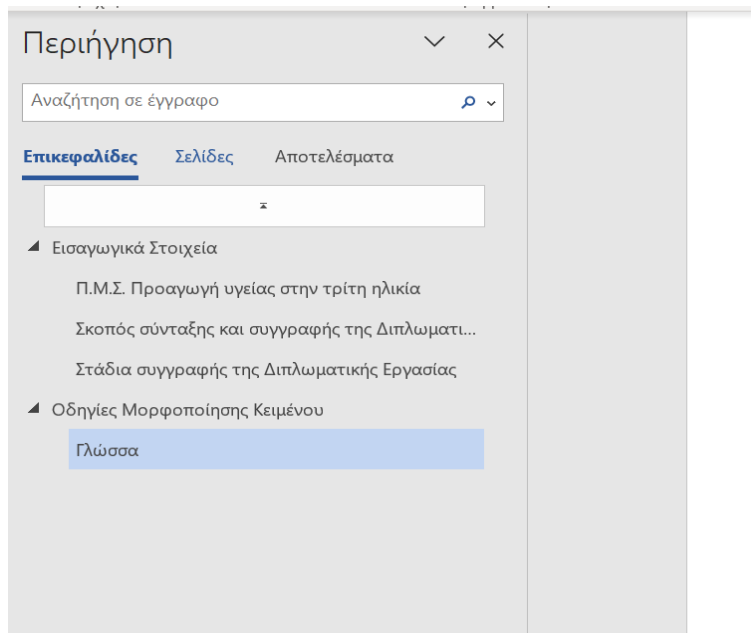 Περιήγηση
Αναζήτηση σε έγγραφο
Επικεφαλίδες Σελίδες Αποτελέσματα
Εισαγωγικά Στοιχεία
Π.Μ.Σ. Προαγωγή υγείας στην τρίτη ηλικία
Σκοπός σύνταξης και συγγραφής της Διπλωματι...
Στάδια συγγραφής της Διπλωματικής Εργασίας
Οδηγίες Μορφοποίησης Κειμένου
Γλώσσα